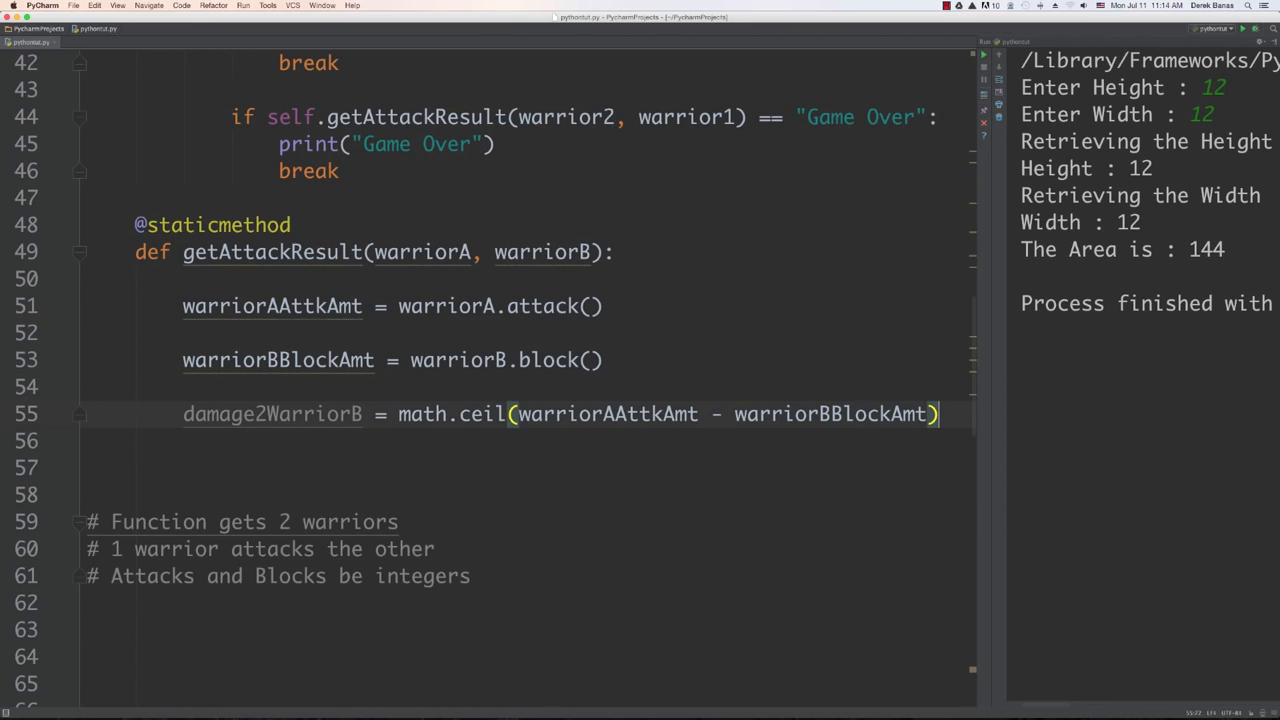 PyCharm File Edit View Navigate Code Refactor Run Tools VCS Window Help 10 Mon Jul 11 11:14 AM Derek Banas
pythontut.py - PycharmProjects - [~/PycharmProjects]
PycharmProjects pythontut.py pythontut
pythontut.py
Run: pythontut
42 break
43
44 if self.getAttackResult(warrior2, warrior1) == "Game Over":
45 print("Game Over")
46 break
47
48 @staticmethod
49 def getAttackResult(warriorA, warriorB):
50
51 warriorAAttkAmt = warriorA.attack()
52
53 warriorBBlockAmt = warriorB.block()
54
55 damage2WarriorB = math.ceil(warriorAAttkAmt - warriorBBlockAmt)
56
57
58
59 # Function gets 2 warriors
60 # 1 warrior attacks the other
61 # Attacks and Blocks be integers
62
63
64
65
/Library/Frameworks/Py
Enter Height : 12
Enter Width : 12
Retrieving the Height
Height : 12
Retrieving the Width
Width : 12
The Area is : 144
Process finished with
55:72 LF÷ UTF-8÷